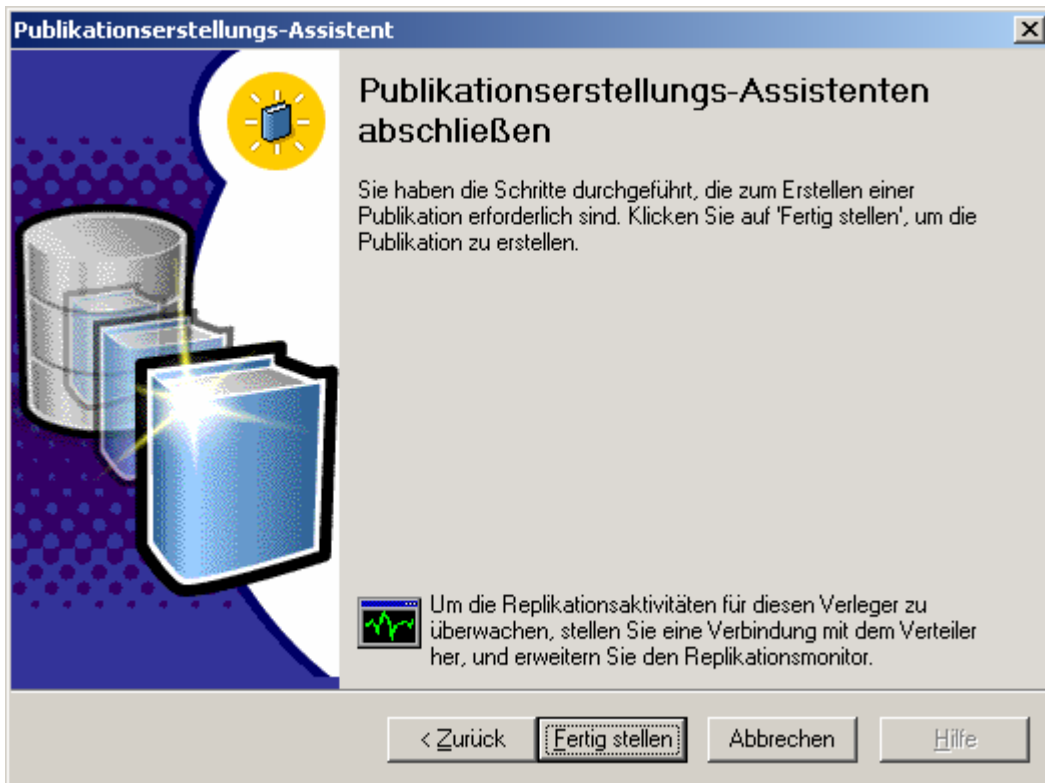 Publikationserstellungs-Assistent
Publikationserstellungs-Assistenten
abschließen
Sie haben die Schritte durchgeführt, die zum Erstellen einer
Publikation erforderlich sind. Klicken Sie auf 'Fertig stellen', um die
Publikation zu erstellen.
Um die Replikationsaktivitäten für diesen Verleger zu
überwachen, stellen Sie eine Verbindung mit dem Verteiler
her, und erweitern Sie den Replikationsmonitor.
< Zurück Fertig stellen Abbrechen Hilfe